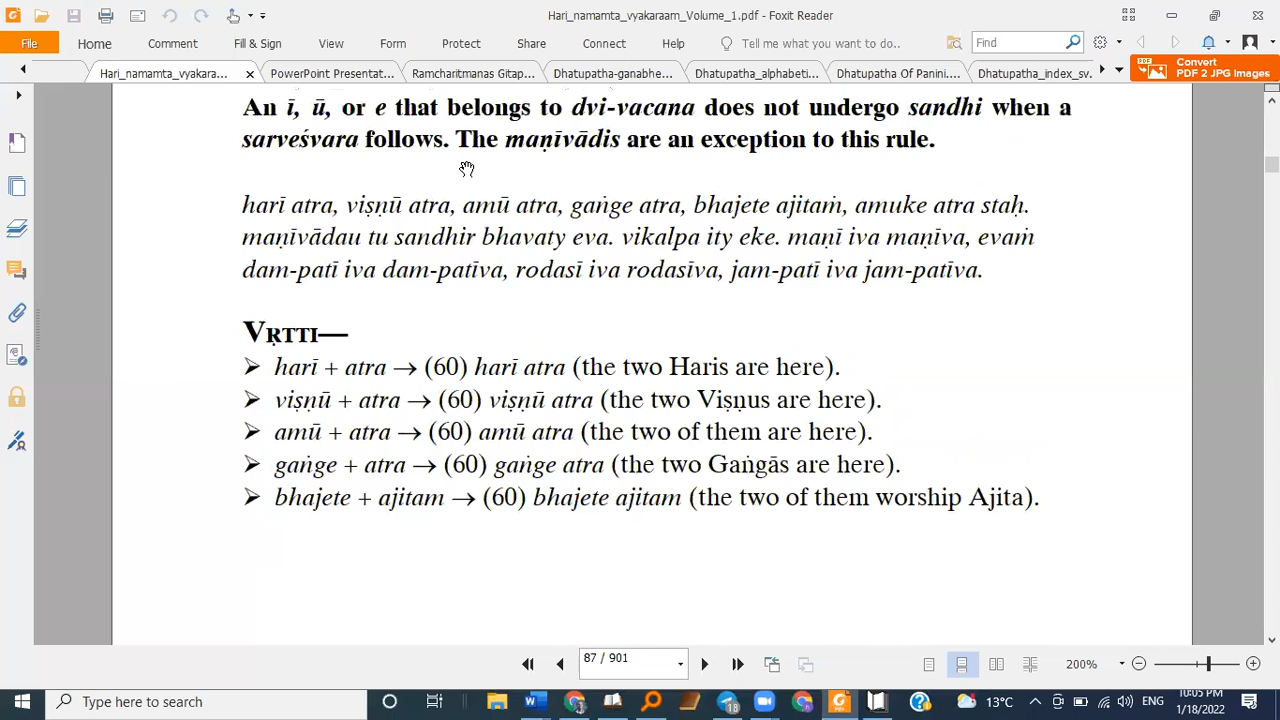 Hari_namamta_vyakaraam_Volume_1.pdf - Foxit Reader
File Home Comment Fill & Sign View Form Protect Share Connect Help Tell me what you want to do.. Find
Hari_namamta_vyakara... PowerPoint Presentat... Ramcharitmanas Gitap... Dhatupatha-ganabhe... Dhatupatha_alphabeti... Dhatupatha Of Panini.... Dhatupatha_index_sv. Convert
PDF 2 JPG Images
An ī, ū, or e that belongs to dvi-vacana does not undergo sandhi when a
sarveśvara follows. The maṇīvādis are an exception to this rule.
harī atra, viṣṇū atra, amū atra, gaṅge atra, bhajete ajitaṁ, amuke atra staḥ.
maṇīvādau tu sandhir bhavaty eva. vikalpa ity eke. maṇī iva maṇīva, evaṁ
dam-patī iva dam-patīva, rodasī iva rodasīva, jam-patī iva jam-patīva.
VṚTTI—
➢ harī + atra → (60) harī atra (the two Haris are here).
➢ viṣṇū + atra → (60) viṣṇū atra (the two Viṣṇus are here).
➢ amū + atra → (60) amū atra (the two of them are here).
➢ gaṅge + atra → (60) gaṅge atra (the two Gaṅgās are here).
➢ bhajete + ajitam → (60) bhajete ajitam (the two of them worship Ajita).
87 / 901 200%
Type here to search 18 13°C ENG 10:05 PM
1/18/2022